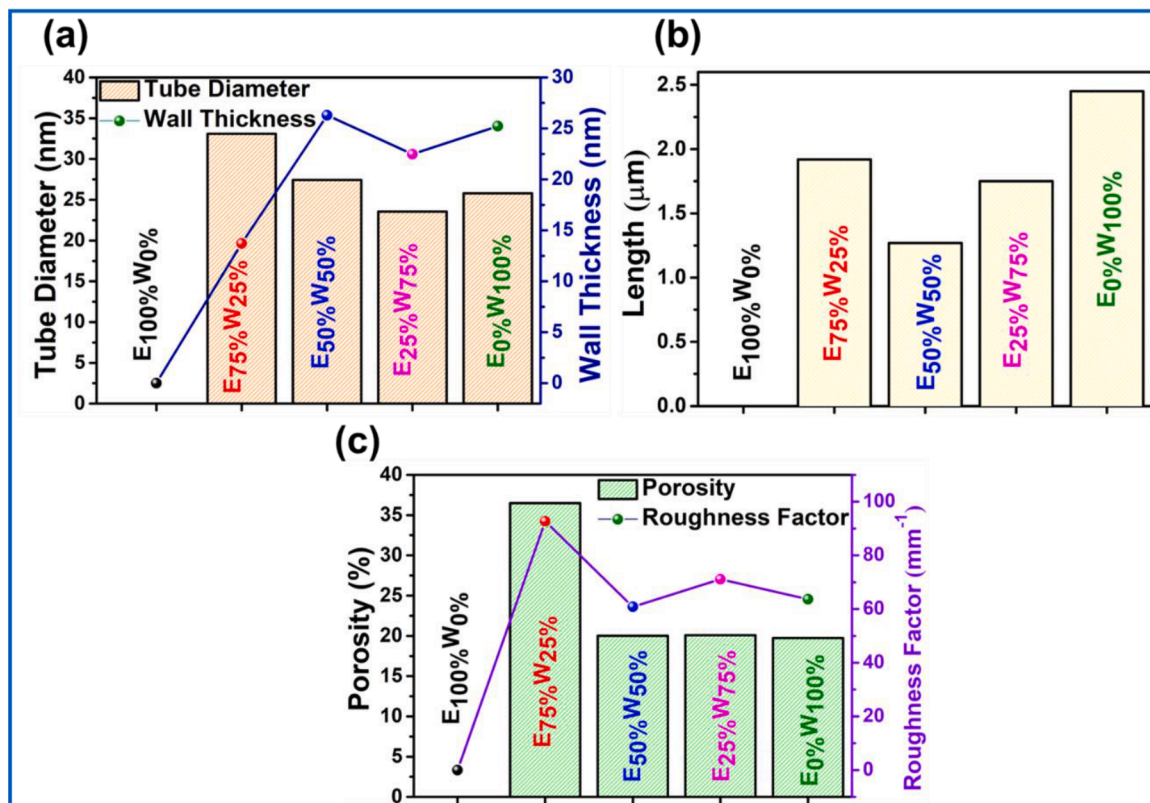 (a)
Tube Diameter
Wall Thickness
Tube Diameter (nm)
40
35
30
25
20
15
10
5
0
E100%W0%
E75%W25%
E50%W50%
E25%W75%
E0%W100%
30
25
20
15
10
5
0
Wall Thickness (nm)
(b)
Length (μm)
2.5
2.0
1.5
1.0
0.5
0.0
E100%W0%
E75%W25%
E50%W50%
E25%W75%
E0%W100%
(c)
Porosity
Roughness Factor
Porosity (%)
40
35
30
25
20
15
10
5
0
E100%W0%
E75%W25%
E50%W50%
E25%W75%
E0%W100%
100
80
60
40
20
0
Roughness Factor (mm-1)